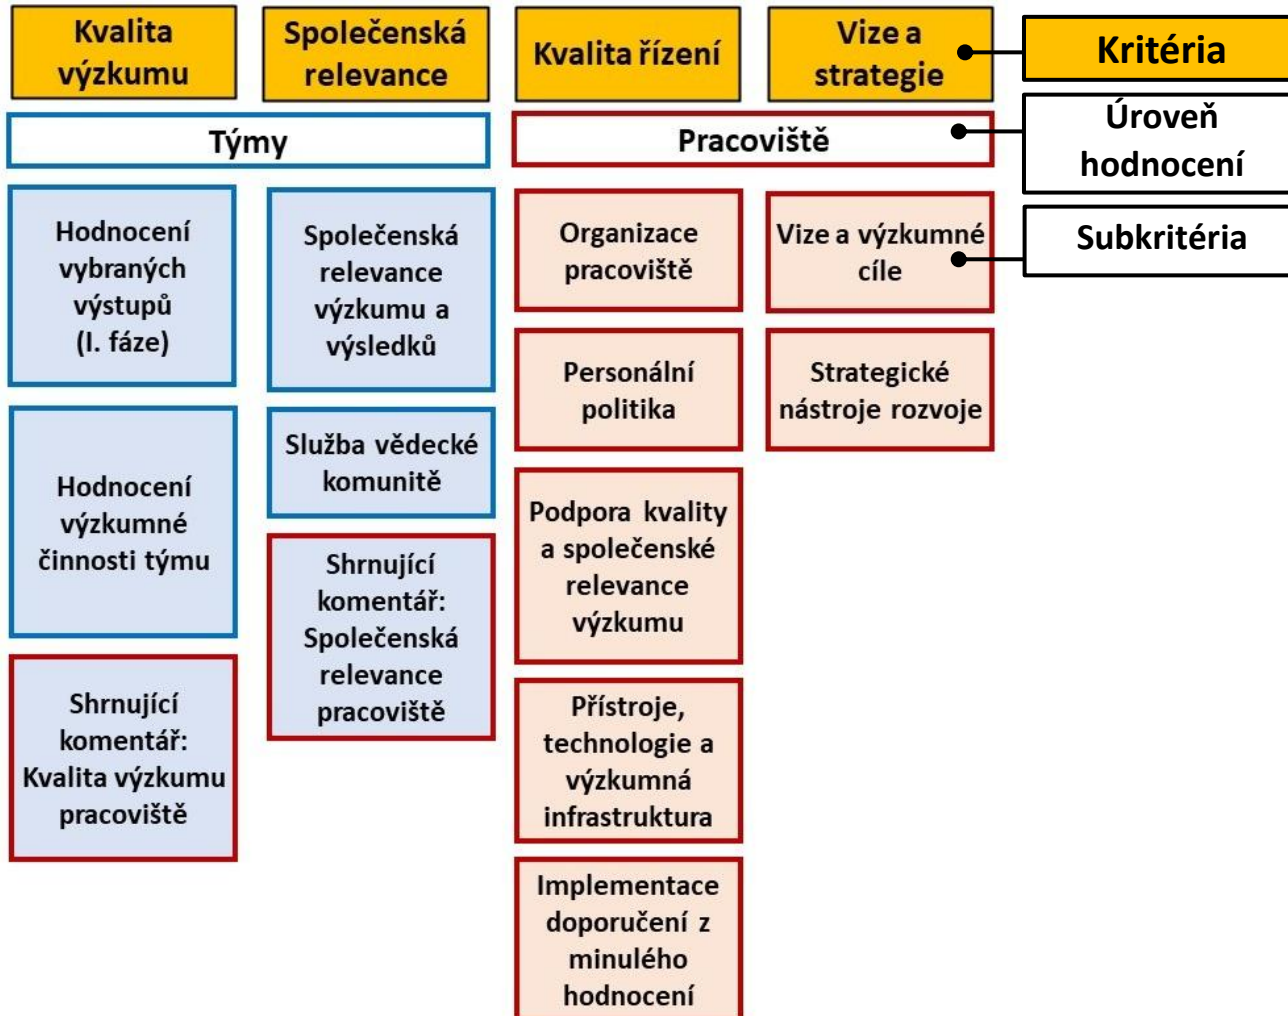 Kvalita
výzkumu
Společenská
relevance
Kvalita řízení
Vize a
strategie
Kritéria
Týmy
Pracoviště
Úroveň
hodnocení
Hodnocení
vybraných
výstupů
(I. fáze)
Hodnocení
výzkumné
činnosti týmu
Shrnující
komentář:
Kvalita výzkumu
pracoviště
Společenská
relevance
výzkumu a
výsledků
Služba vědecké
komunitě
Shrnující
komentář:
Společenská
relevance
pracoviště
Organizace
pracoviště
Personální
politika
Podpora kvality
a společenské
relevance
výzkumu
Přístroje,
technologie a
výzkumná
infrastruktura
Implementace
doporučení z
minulého
hodnocení
Vize a výzkumné
cíle
Strategické
nástroje rozvoje
Subkritéria